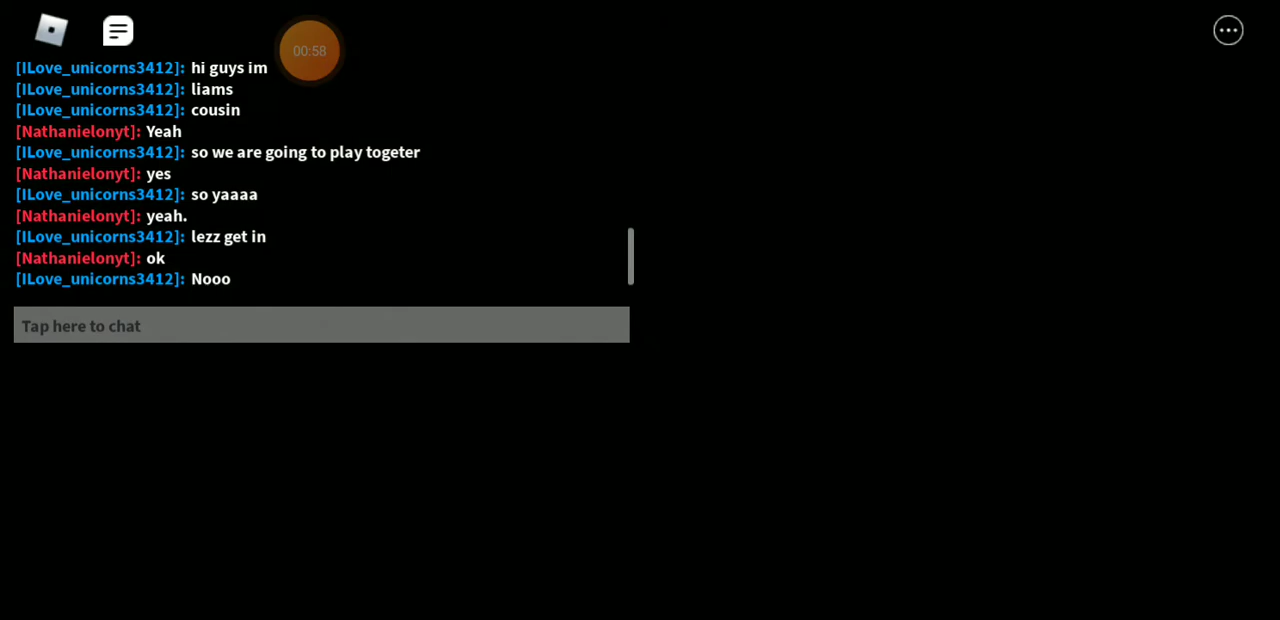 00:58
[ILove_unicorns3412]: hi guys im
[ILove_unicorns3412]: liams
[ILove_unicorns3412]: cousin
[Nathanielonyt]: Yeah
[ILove_unicorns3412]: so we are going to play togeter
[Nathanielonyt]: yes
[ILove_unicorns3412]: so yaaaa
[Nathanielonyt]: yeah.
[ILove_unicorns3412]: lezz get in
[Nathanielonyt]: ok
[ILove_unicorns3412]: Nooo
Tap here to chat